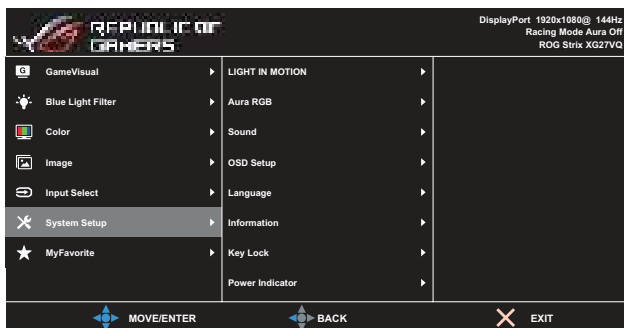 REPUBLIC OF
GAMERS
DisplayPort 1920x1080@ 144Hz
Racing Mode Aura Off
ROG Strix XG27VQ
G GameVisual
Blue Light Filter
Color
Image
Input Select
System Setup
MyFavorite
LIGHT IN MOTION
Aura RGB
Sound
OSD Setup
Language
Information
Key Lock
Power Indicator
MOVE/ENTER
BACK
EXIT